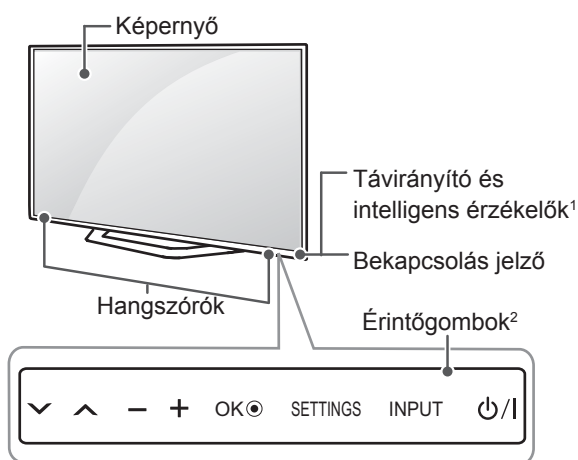 Képernyő
Távirányító és
intelligens érzékelők1
Bekapcsolás jelző
Hangszórók
Érintőgombok2
− + OK SETTINGS INPUT ⏻/I